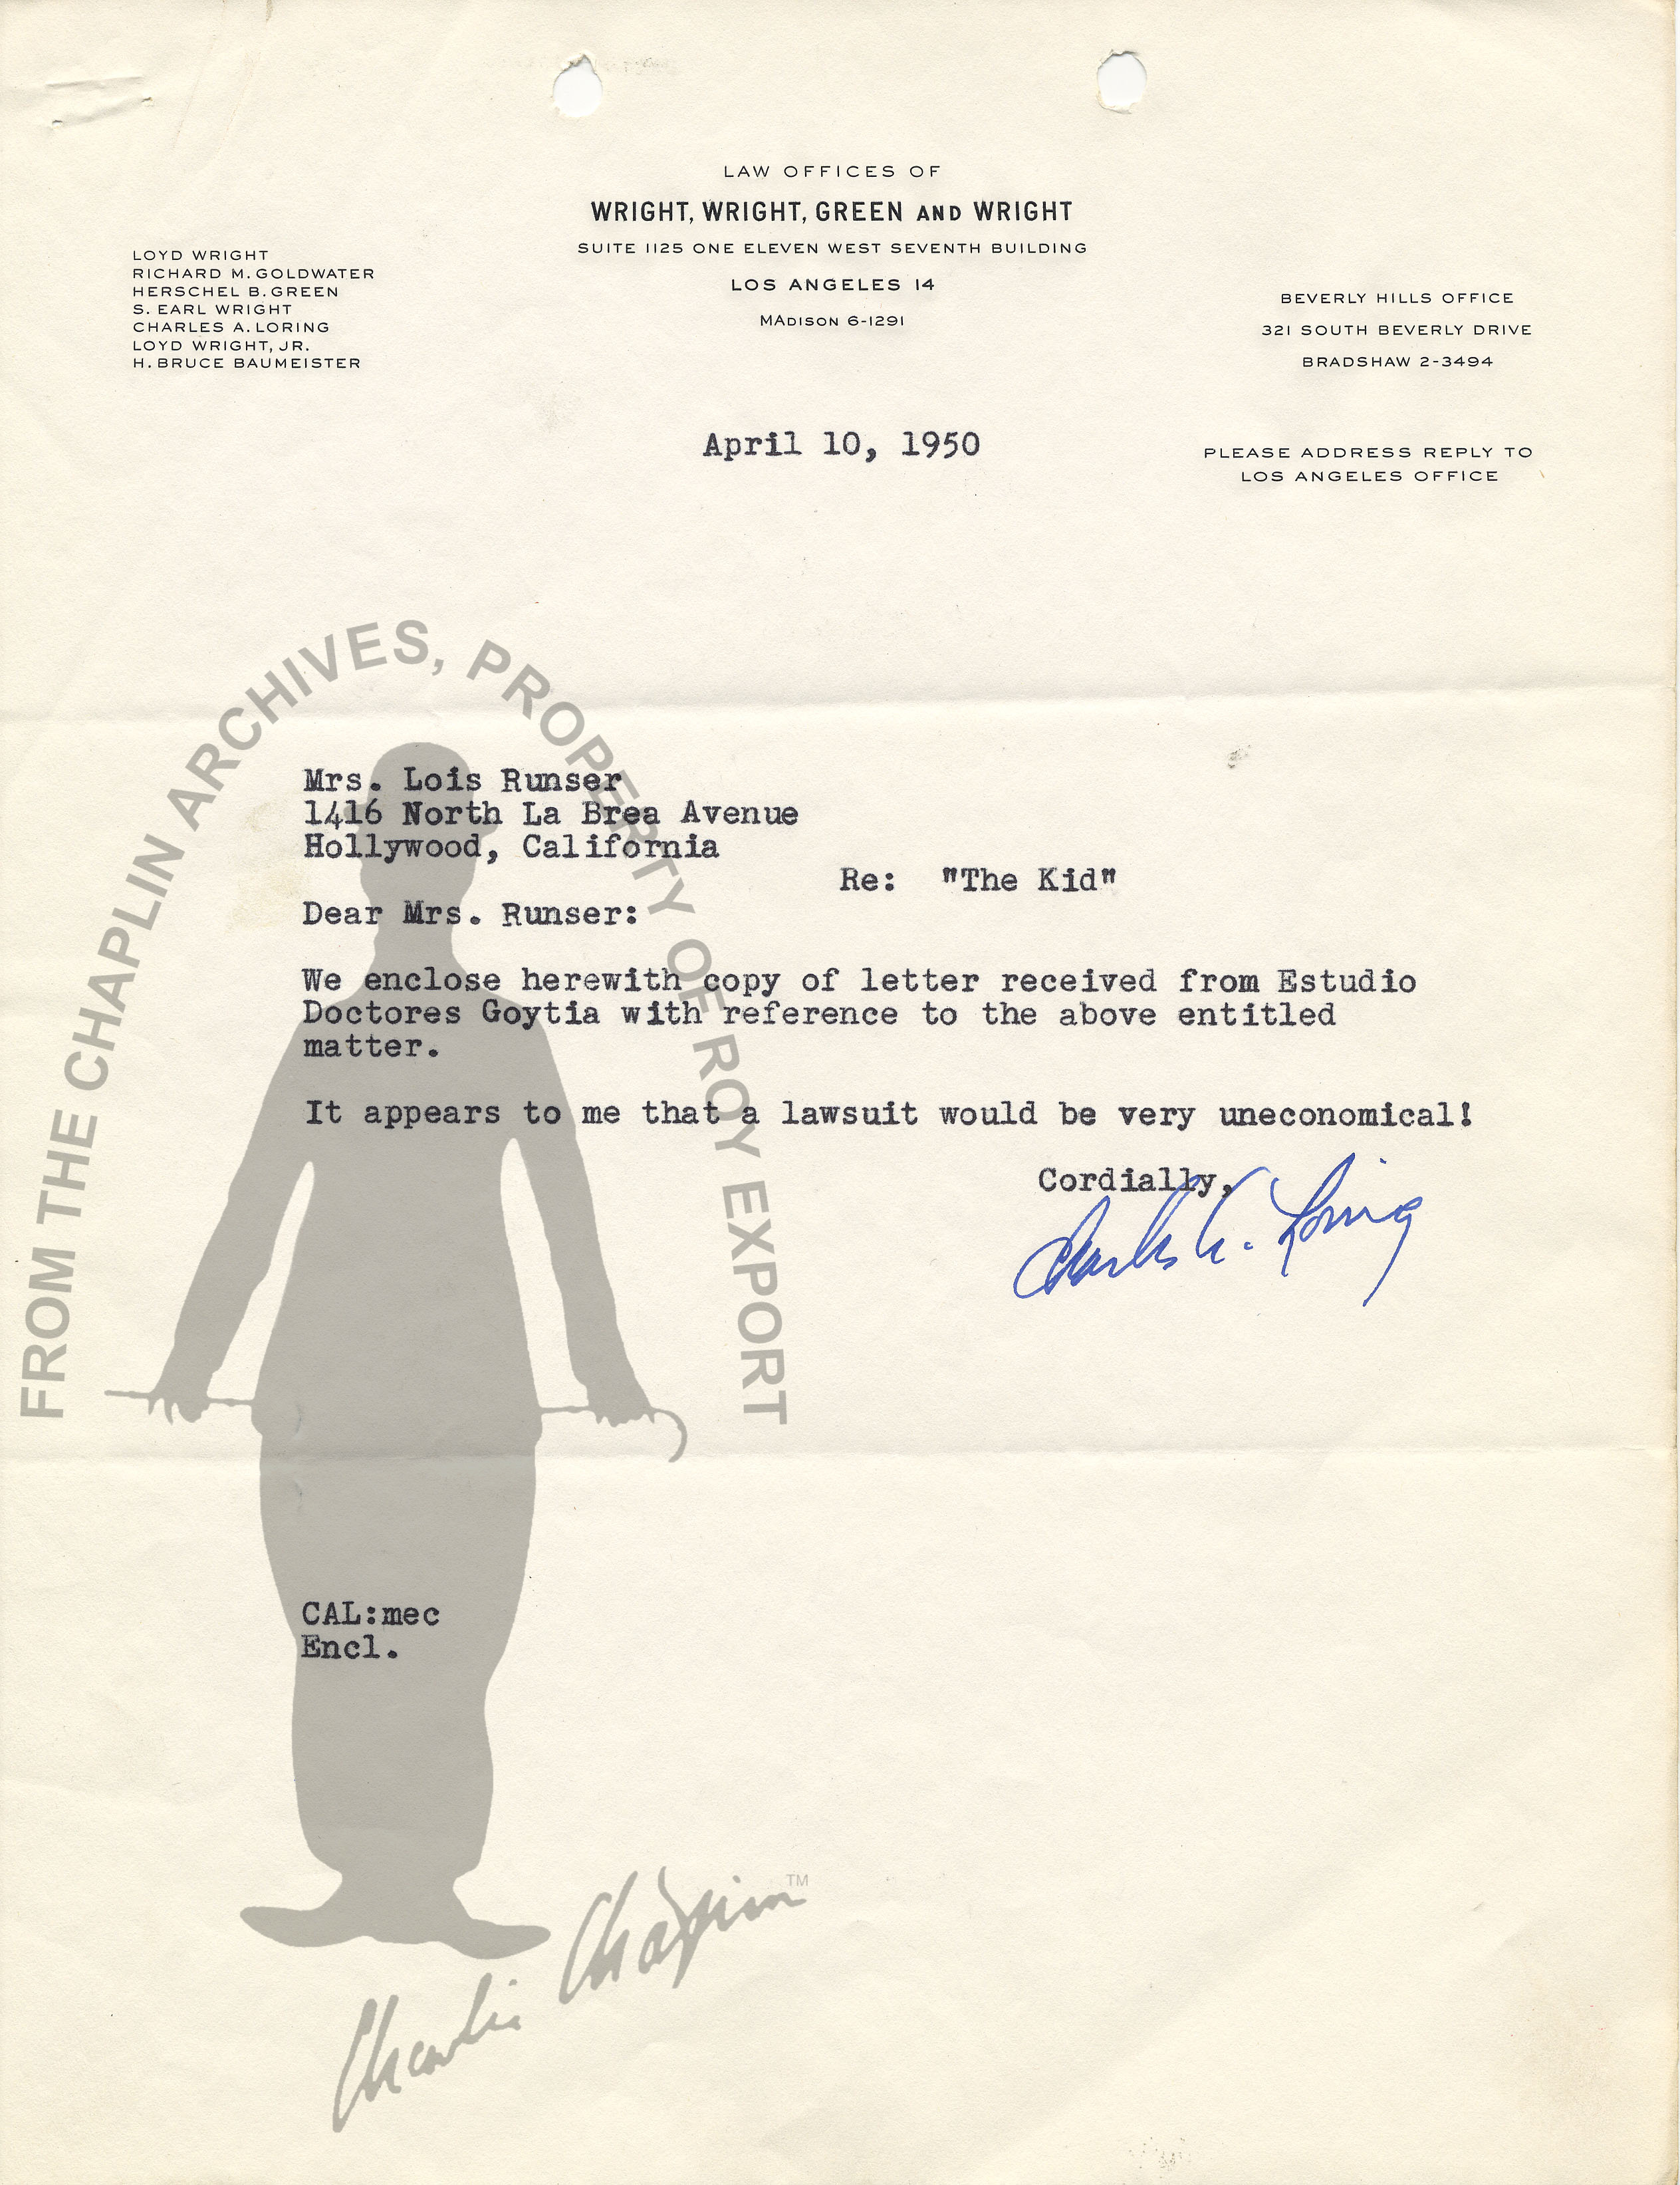 LAW OFFICES OF
WRIGHT, WRIGHT, GREEN AND WRIGHT
SUITE 1125 ONE ELEVEN WEST SEVENTH BUILDING
LOS ANGELES 14
MADISON 6-1291
LOYD WRIGHT
RICHARD M. GOLDWATER
HERSCHEL B. GREEN
S. EARL WRIGHT
CHARLES A. LORING
LOYD WRIGHT, JR.
H. BRUCE BAUMEISTER
BEVERLY HILLS OFFICE
321 SOUTH BEVERLY DRIVE
BRADSHAW 2-3494
April 10, 1950
PLEASE ADDRESS REPLY TO
LOS ANGELES OFFICE
FROM THE CHAPLIN ARCHIVES, PROPERTY OF ROY EXPORT
Mrs. Lois Runser
1416 North La Brea Avenue
Hollywood, California
Re: "The Kid"
Dear Mrs. Runser:
We enclose herewith copy of letter received from Estudio
Doctores Goytia with reference to the above entitled
matter.
It appears to me that a lawsuit would be very uneconomical!
Cordially,
Charles A. Loring
CAL:mec
Encl.
Charlie Chaplin TM